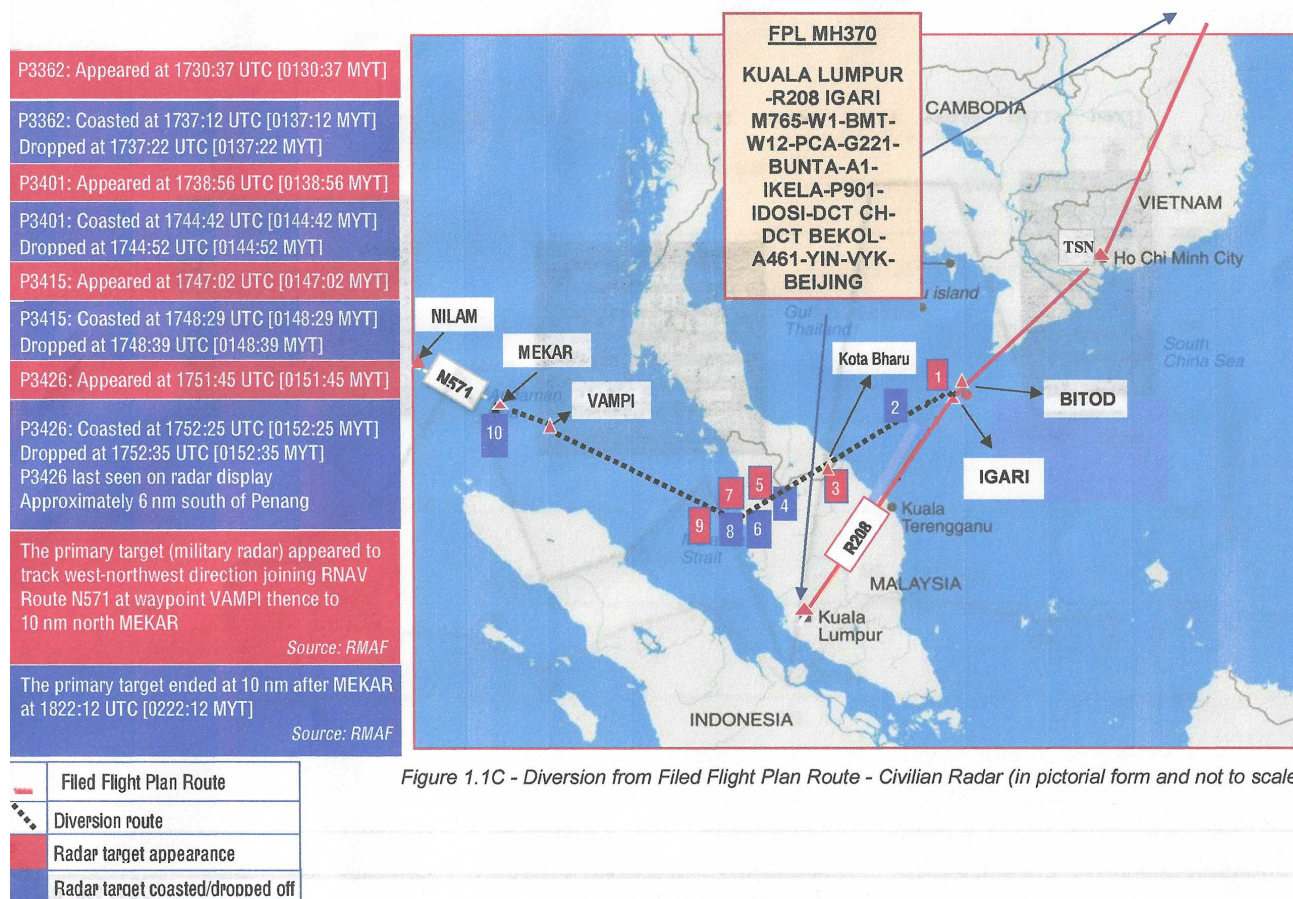 P3362: Appeared at 1730:37 UTC [0130:37 MYT]
P3362: Coasted at 1737:12 UTC [0137:12 MYT]
Dropped at 1737:22 UTC [0137:22 MYT]
P3401: Appeared at 1738:56 UTC [0138:56 MYT]
P3401: Coasted at 1744:42 UTC [0144:42 MYT]
Dropped at 1744:52 UTC [0144:52 MYT]
P3415: Appeared at 1747:02 UTC [0147:02 MYT]
P3415: Coasted at 1748:29 UTC [0148:29 MYT]
Dropped at 1748:39 UTC [0148:39 MYT]
P3426: Appeared at 1751:45 UTC [0151:45 MYT]
P3426: Coasted at 1752:25 UTC [0152:25 MYT]
Dropped at 1752:35 UTC [0152:35 MYT]
P3426 last seen on radar display
Approximately 6 nm south of Penang
The primary target (military radar) appeared to
track west-northwest direction joining RNAV
Route N571 at waypoint VAMPI thence to
10 nm north MEKAR
Source: RMAF
The primary target ended at 10 nm after MEKAR
at 1822:12 UTC [0222:12 MYT]
Source: RMAF
FPL MH370
KUALA LUMPUR
-R208 IGARI
M765-W1-BMT-
W12-PCA-G221-
BUNTA-A1-
IKELA-P901-
IDOSI-DCT CH-
DCT BEKOL-
A461-YIN-VYK-
BEIJING
CAMBODIA
VIETNAM
TSN
Ho Chi Minh City
island
Gulf
Thailand
South
China Sea
NILAM
N571
MEKAR
VAMPI
10
Kota Bharu
1
2
BITOD
IGARI
3
5
4
7
9
8
6
Strait
Kuala
Terengganu
R208
MALAYSIA
Kuala
Lumpur
INDONESIA
Figure 1.1C - Diversion from Filed Flight Plan Route - Civilian Radar (in pictorial form and not to scale
Filed Flight Plan Route
Diversion route
Radar target appearance
Radar target coasted/dropped off